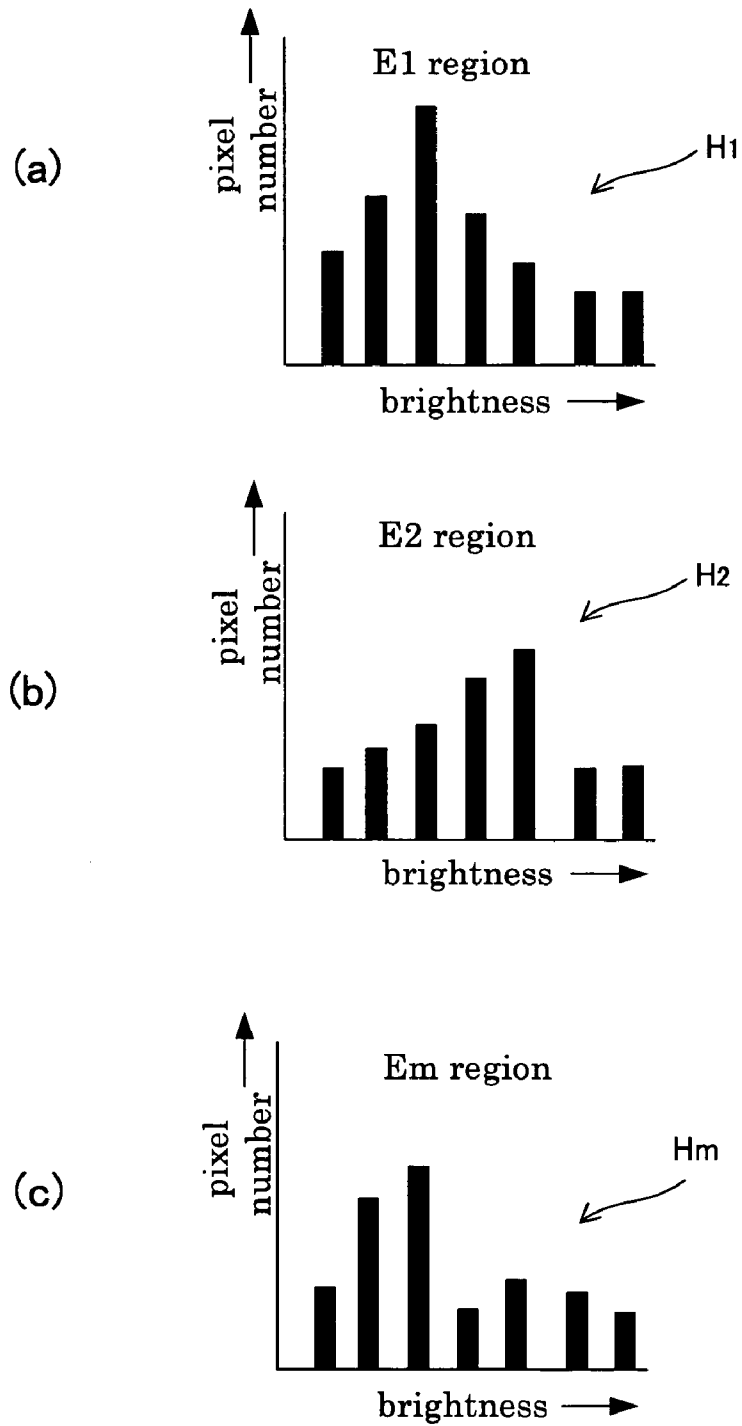 (a)
pixel
number
E1 region
H1
brightness
(b)
pixel
number
E2 region
H2
brightness
(c)
pixel
number
Em region
Hm
brightness